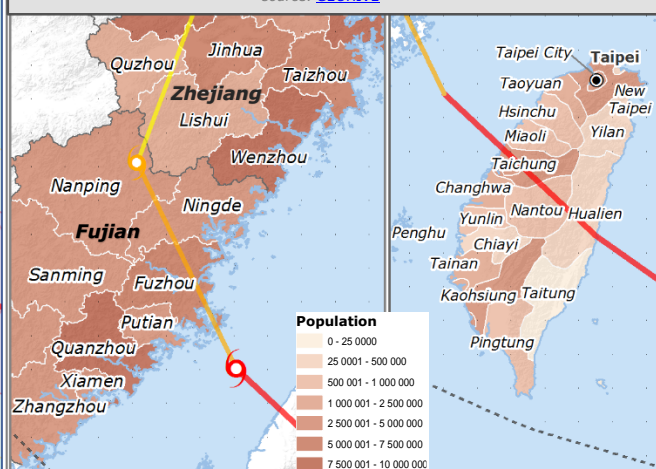 Source: GEOHIVE
Jinhua
Quzhou
Taizhou
Zhejiang
Lishui
Wenzhou
Nanping
Ningde
Fujian
Sanming
Fuzhou
Putian
Quanzhou
Xiamen
Zhangzhou
Population
0 - 25 0000
25 0001 - 500 000
500 001 - 1 000 000
1 000 001 - 2 500 000
2 500 001 - 5 000 000
5 000 001 - 7 500 000
7 500 001 - 10 000 000
Taipei City
Taipei
Taoyuan
New
Taipei
Hsinchu
Miaoli
Yilan
Taichung
Changhwa
Nantou
Hualien
Yunlin
Penghu
Chiayi
Tainan
Kaohsiung
Taitung
Pingtung